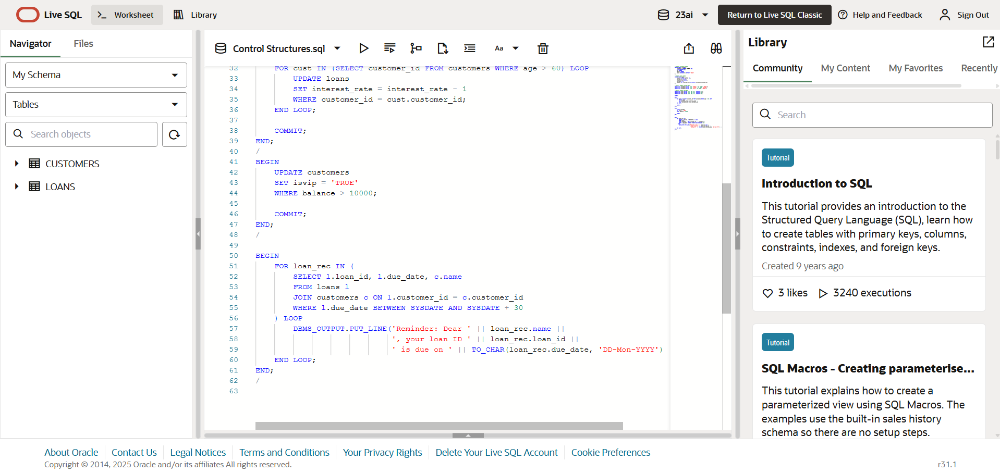 Live SQL
Worksheet
Library
23ai
Return to Live SQL Classic
Help and Feedback
Sign Out
Navigator
Files
My Schema
Tables
Search objects
CUSTOMERS
LOANS
Control Structures.sql
Aa
32 FOR cust IN (SELECT customer_id FROM customers WHERE age > 60) LOOP
33 UPDATE loans
34 SET interest_rate = interest_rate - 1
35 WHERE customer_id = cust.customer_id;
36 END LOOP;
37
38 COMMIT;
39 END;
40 /
41 BEGIN
42 UPDATE customers
43 SET isvip = 'TRUE'
44 WHERE balance > 10000;
45
46 COMMIT;
47 END;
48 /
49
50 BEGIN
51 FOR loan_rec IN (
52 SELECT l.loan_id, l.due_date, c.name
53 FROM loans l
54 JOIN customers c ON l.customer_id = c.customer_id
55 WHERE l.due_date BETWEEN SYSDATE AND SYSDATE + 30
56 ) LOOP
57 DBMS_OUTPUT.PUT_LINE('Reminder: Dear ' || loan_rec.name ||
58 ', your loan ID ' || loan_rec.loan_id ||
59 ' is due on ' || TO_CHAR(loan_rec.due_date, 'DD-Mon-YYYY')
60 END LOOP;
61 END;
62 /
63
Library
Community
My Content
My Favorites
Recently
Search
Tutorial
Introduction to SQL
This tutorial provides an introduction to the
Structured Query Language (SQL), learn how
to create tables with primary keys, columns,
constraints, indexes, and foreign keys.
Created 9 years ago
3 likes
3240 executions
Tutorial
SQL Macros - Creating parameterise...
This tutorial explains how to create a
parameterized view using SQL Macros. The
examples use the built-in sales history
schema so there are no setup steps.
About Oracle
Contact Us
Legal Notices
Terms and Conditions
Your Privacy Rights
Delete Your Live SQL Account
Cookie Preferences
Copyright © 2014, 2025 Oracle and/or its affiliates All rights reserved.
r31.1